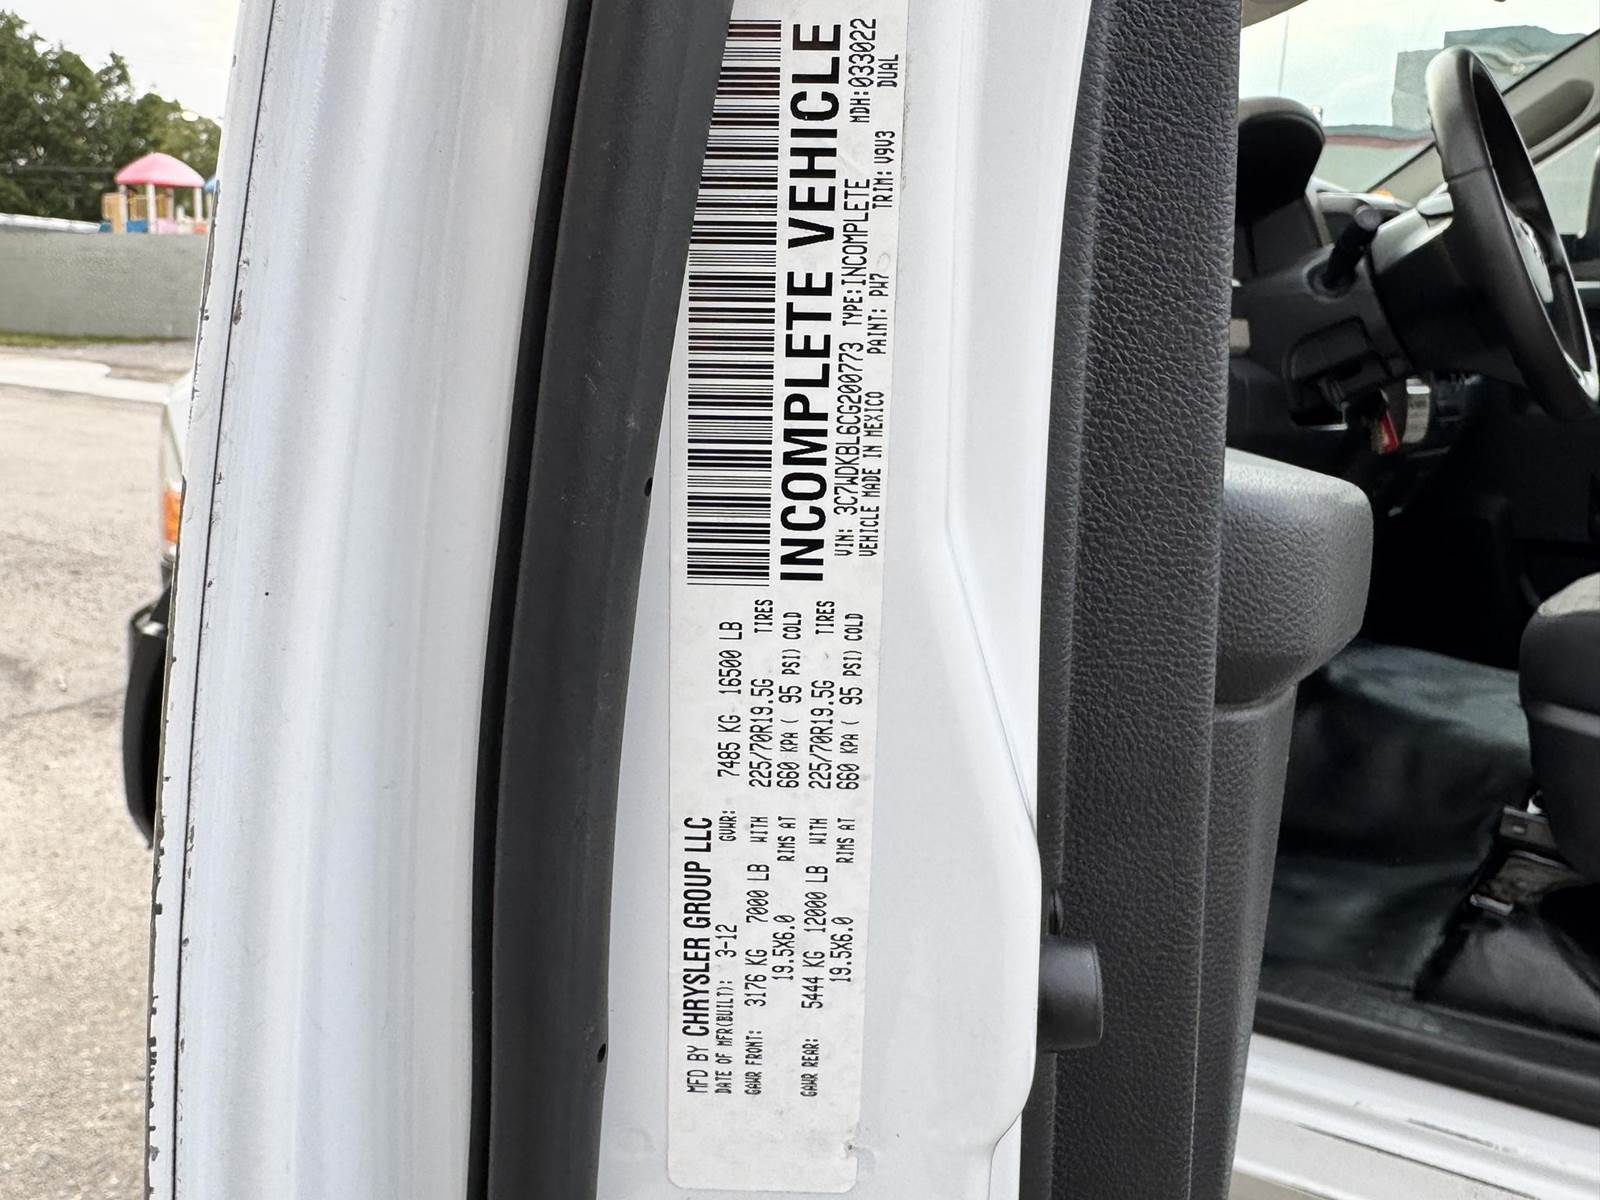 MFD BY CHRYSLER GROUP LLC
DATE OF MFR(BUILT): 3-12 GVWR: 7485 KG 16500 LB
GAWR FRONT: 3176 KG 7000 LB WITH 225/70R19.5G TIRES
19.5X6.0 RIMS AT 660 KPA ( 95 PSI) COLD
GAWR REAR: 5444 KG 12000 LB WITH 225/70R19.5G TIRES
19.5X6.0 RIMS AT 660 KPA ( 95 PSI) COLD
INCOMPLETE VEHICLE
VIN: 3C7WDKBL6CG200773 TYPE:INCOMPLETE MDH:033022
VEHICLE MADE IN MEXICO PAINT: PW7 TRIM: V9V3 DUAL